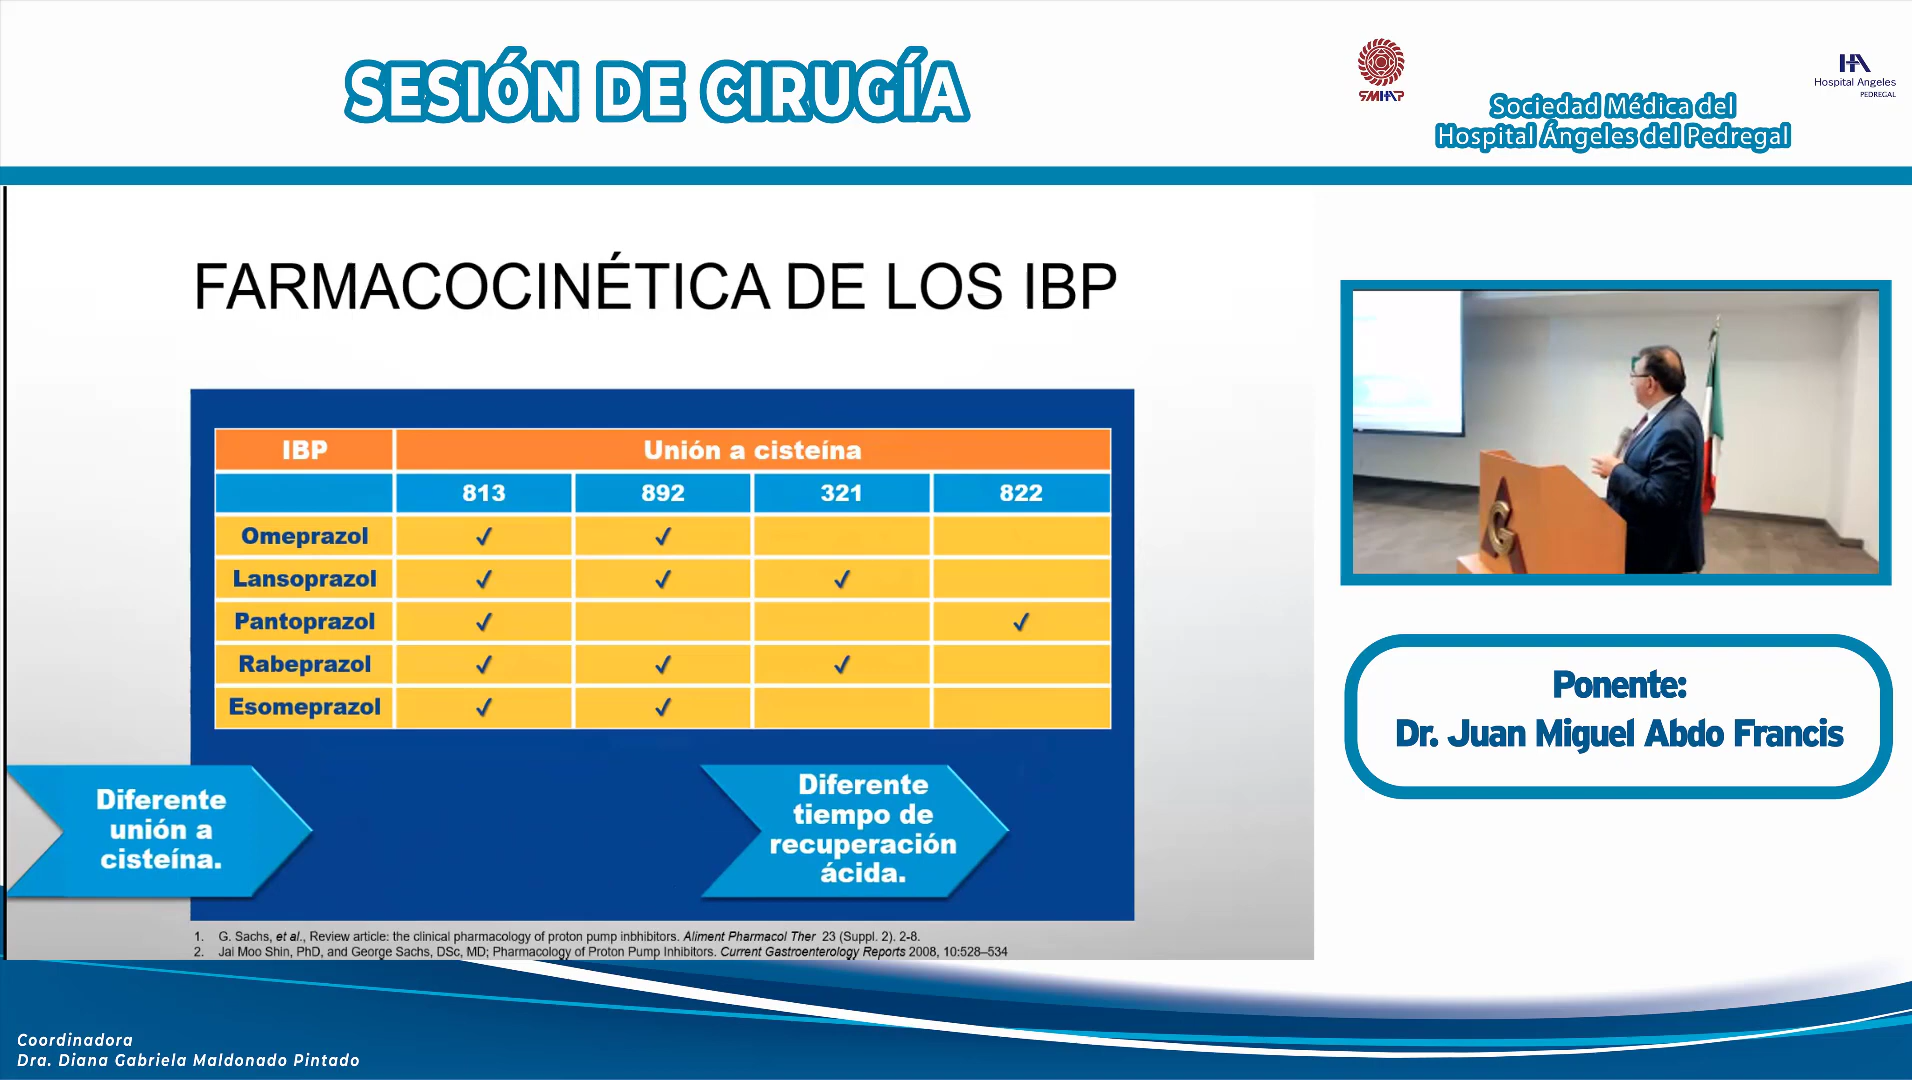 SESIÓN DE CIRUGÍA
SMHAP
Sociedad Médica del
Hospital Ángeles del Pedregal
HA
Hospital Angeles
PEDREGAL
FARMACOCINÉTICA DE LOS IBP
IBP Unión a cisteína
813 892 321 822
Omeprazol ✓ ✓
Lansoprazol ✓ ✓ ✓
Pantoprazol ✓ ✓
Rabeprazol ✓ ✓ ✓
Esomeprazol ✓ ✓
Diferente
unión a
cisteína.
Diferente
tiempo de
recuperación
ácida.
1. G. Sachs, et al., Review article: the clinical pharmacology of proton pump inbhibitors. Aliment Pharmacol Ther 23 (Suppl. 2). 2-8.
2. Jai Moo Shin, PhD, and George Sachs, DSc, MD; Pharmacology of Proton Pump Inhibitors. Current Gastroenterology Reports 2008, 10:528–534
G
Ponente:
Dr. Juan Miguel Abdo Francis
Coordinadora
Dra. Diana Gabriela Maldonado Pintado